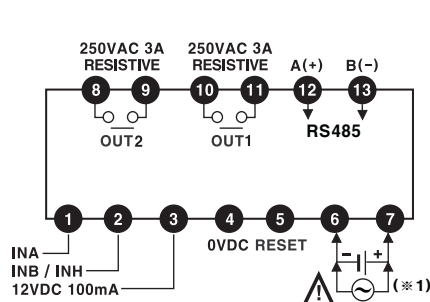 250VAC 3A 250VAC 3A
RESISTIVE RESISTIVE A(+) B(-)
8 9 10 11 12 13
OUT2 OUT1 RS485
1 2 3 4 5 6 7
0VDC RESET - +
INA
INB / INH
12VDC 100mA
(※1)